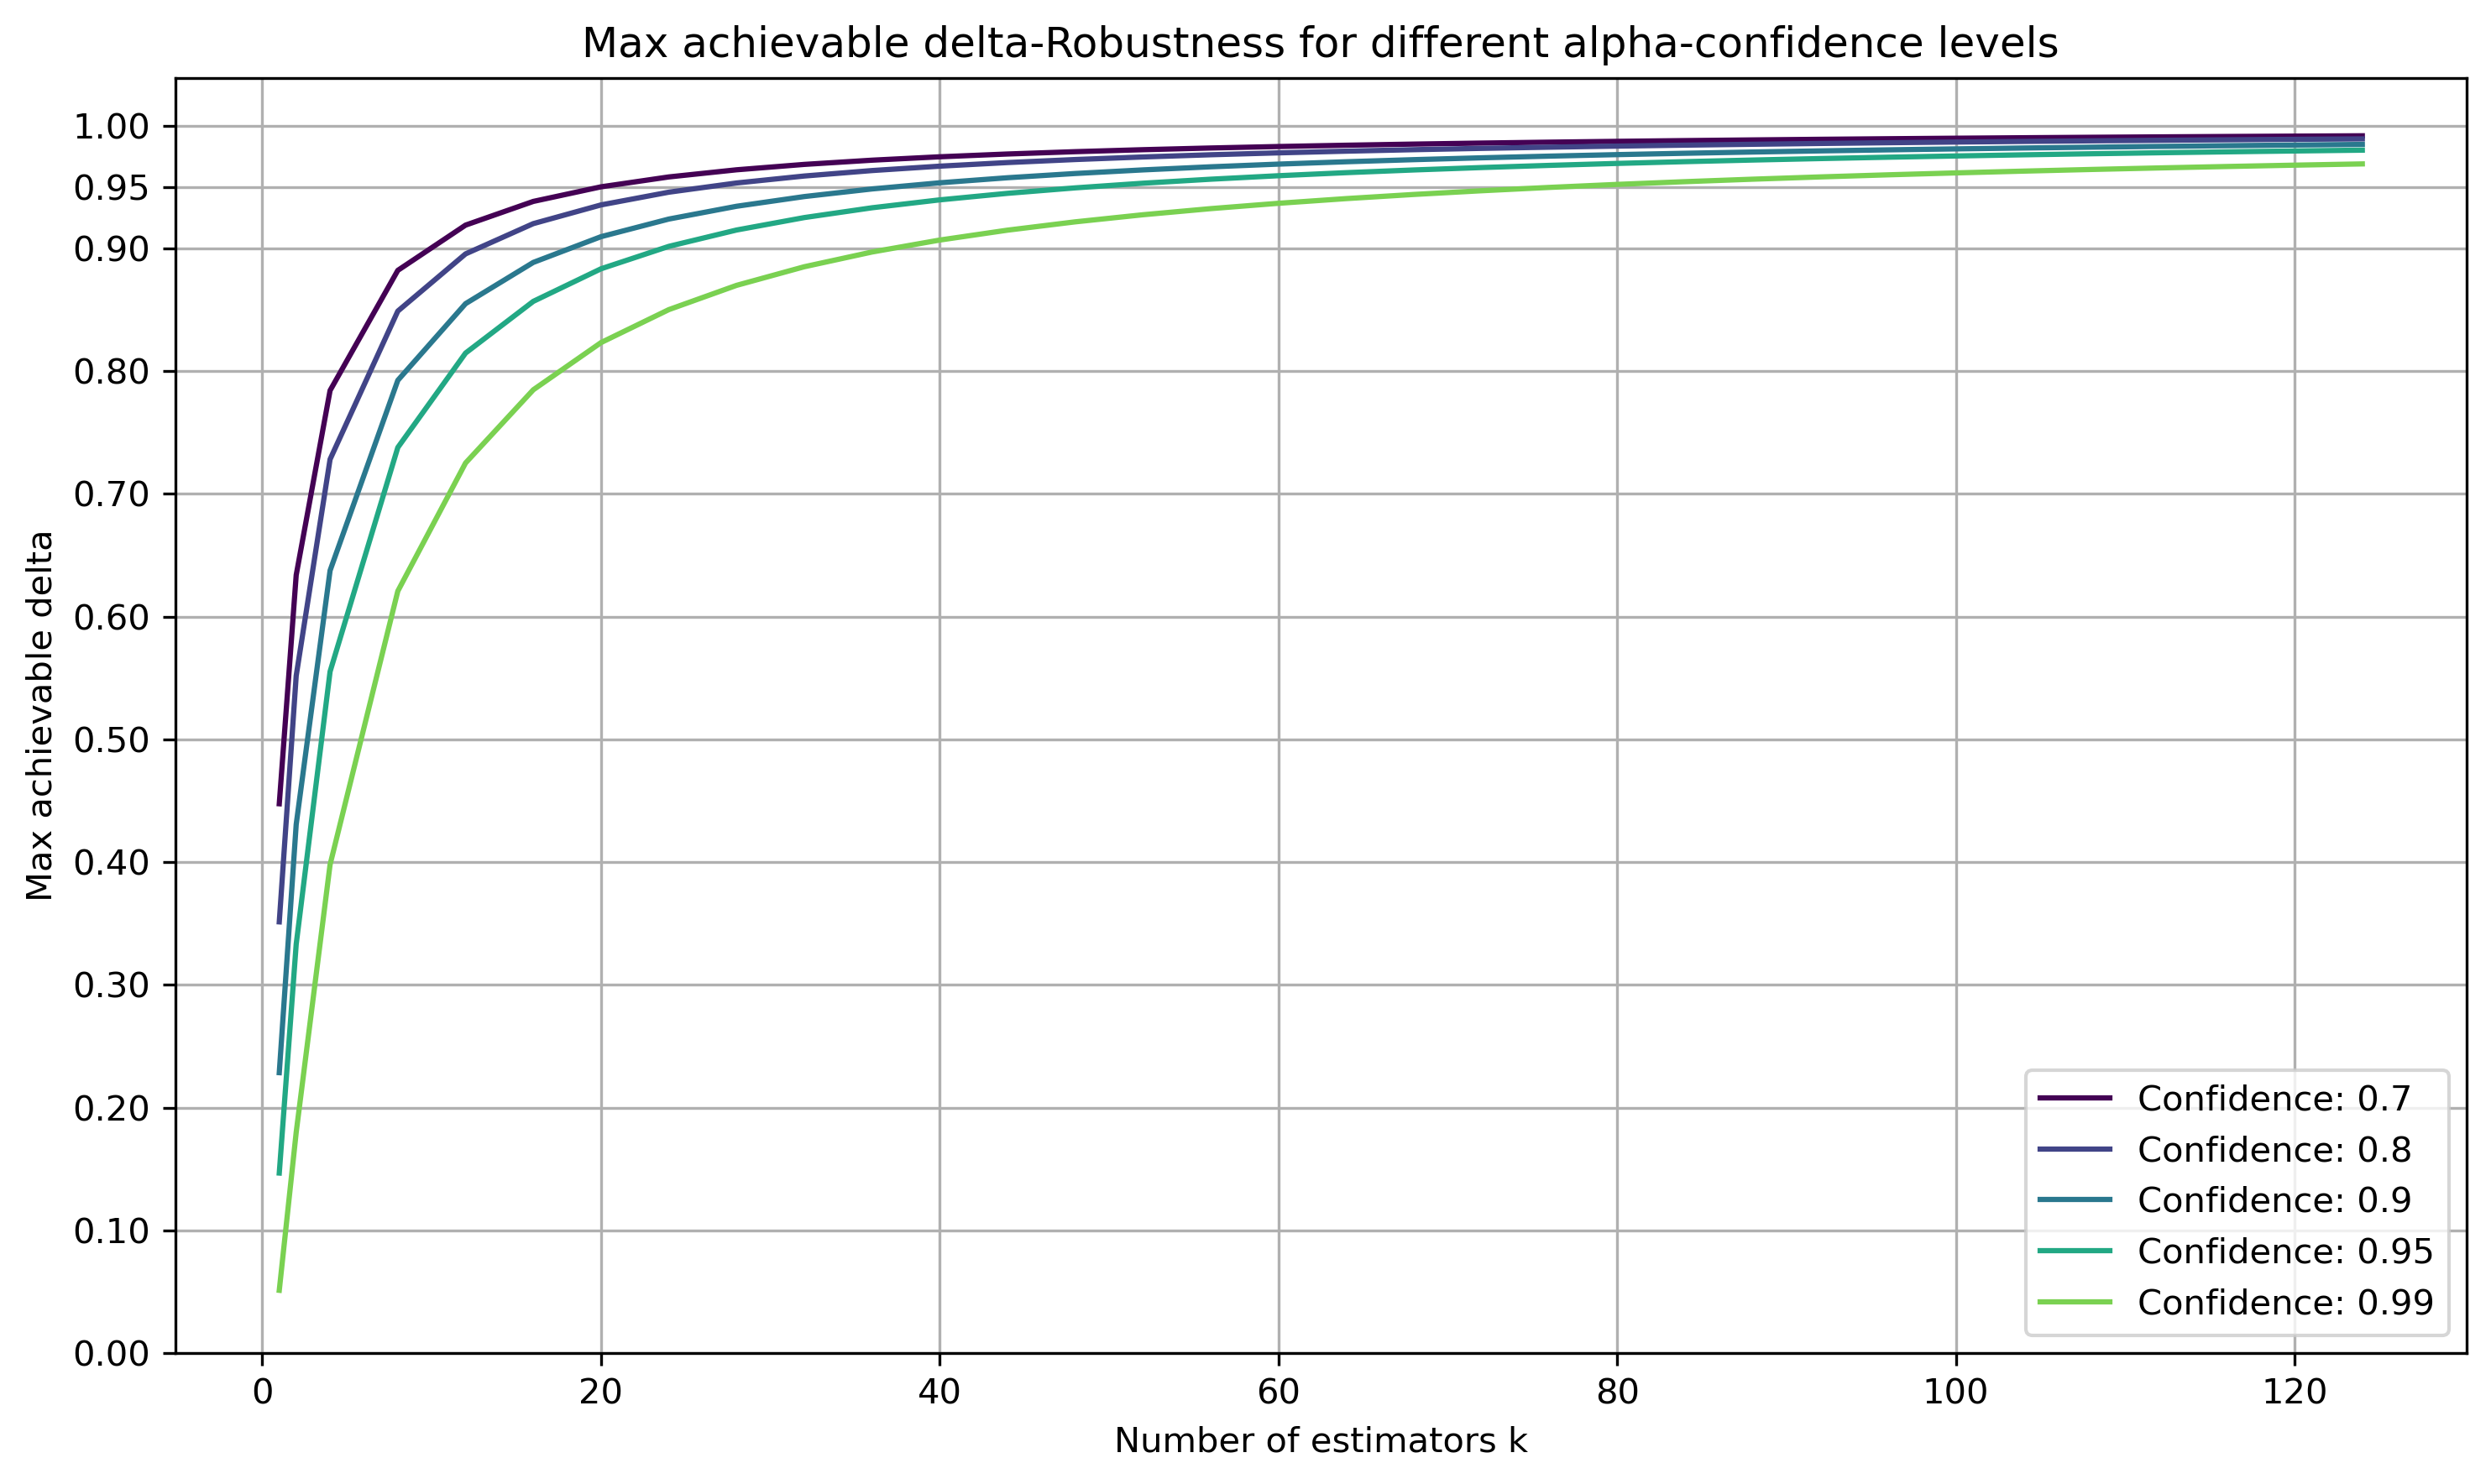 Max achievable delta-Robustness for different alpha-confidence levels
1.00
0.95
0.90
0.80
0.70
0.60
0.50
0.40
0.30
0.20
0.10
0.00
Max achievable delta
0 20 40 60 80 100 120
Number of estimators k
Confidence: 0.7
Confidence: 0.8
Confidence: 0.9
Confidence: 0.95
Confidence: 0.99